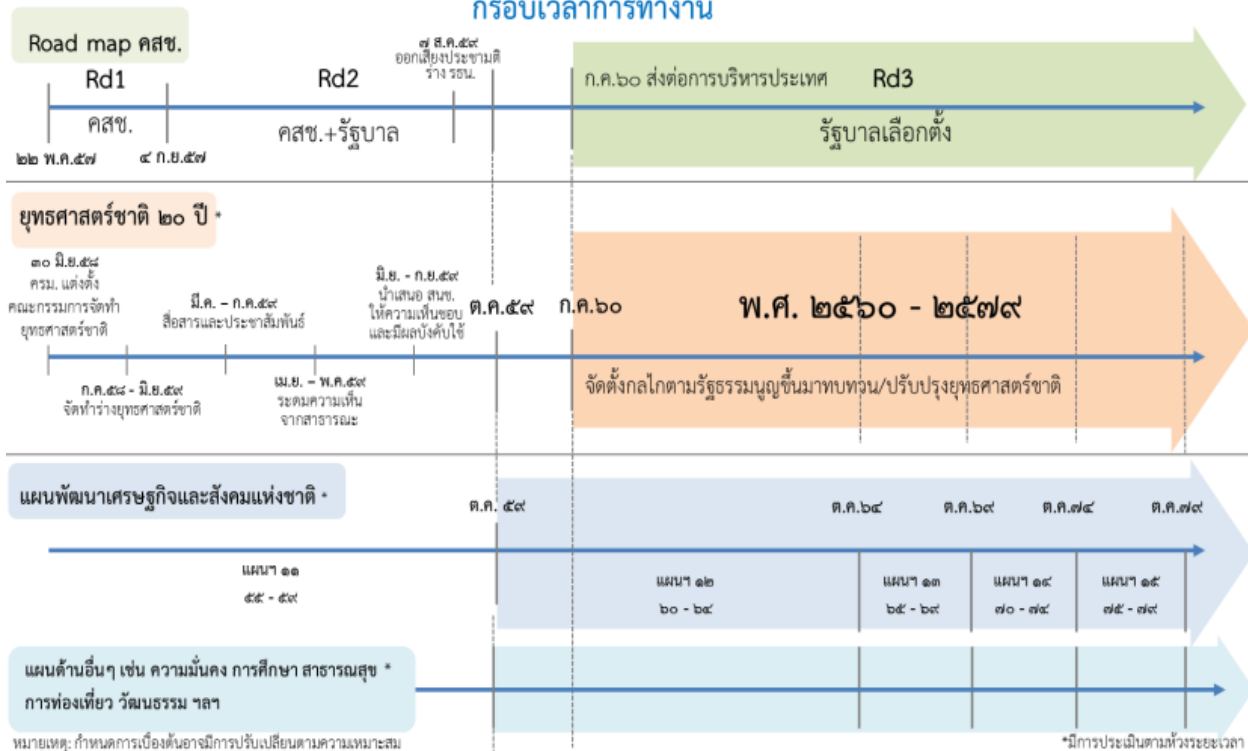 กรอบเวลาการทำงาน
Road map คสช.
Rd1
Rd2
๗ ส.ค.๕๙
ออกเสียงประชามติ
ร่าง รธน.
ก.ค.๖๐ ส่งต่อการบริหารประเทศ
Rd3
คสช.
คสช.+รัฐบาล
รัฐบาลเลือกตั้ง
๒๒ พ.ค.๕๗
๔ ก.ย.๕๗
ยุทธศาสตร์ชาติ ๒๐ ปี *
๓๐ มิ.ย.๕๘
ครม. แต่งตั้ง
คณะกรรมการจัดทำ
ยุทธศาสตร์ชาติ
มี.ค. - ก.ค.๕๙
สื่อสารและประชาสัมพันธ์
มิ.ย. - ก.ย.๕๙
นำเสนอ สนช.
ให้ความเห็นชอบ
และมีผลบังคับใช้
ต.ค.๕๙
ก.ค.๖๐
พ.ศ. ๒๕๖๐ - ๒๕๗๙
ก.ค.๕๘ - มิ.ย.๕๙
จัดทำร่างยุทธศาสตร์ชาติ
เม.ย. – พ.ค.๕๙
ระดมความเห็น
จากสาธารณะ
จัดตั้งกลไกตามรัฐธรรมนูญขึ้นมาทบทวน/ปรับปรุงยุทธศาสตร์ชาติ
แผนพัฒนาเศรษฐกิจและสังคมแห่งชาติ *
ต.ค. ๕๙
ต.ค.๖๔
ต.ค.๖๙
ต.ค.๗๔
ต.ค.๗๙
แผนฯ ๑๑
๕๕ - ๕๙
แผนฯ ๑๒
๖๐ - ๖๔
แผนฯ ๑๓
๖๕ - ๖๙
แผนฯ ๑๔
๗๐ - ๗๔
แผนฯ ๑๕
๗๕ - ๗๙
แผนด้านอื่นๆ เช่น ความมั่นคง การศึกษา สาธารณสุข *
การท่องเที่ยว วัฒนธรรม ฯลฯ
หมายเหตุ: กำหนดการเบื้องต้นอาจมีการปรับเปลี่ยนตามความเหมาะสม
*มีการประเมินตามห้วงระยะเวลา